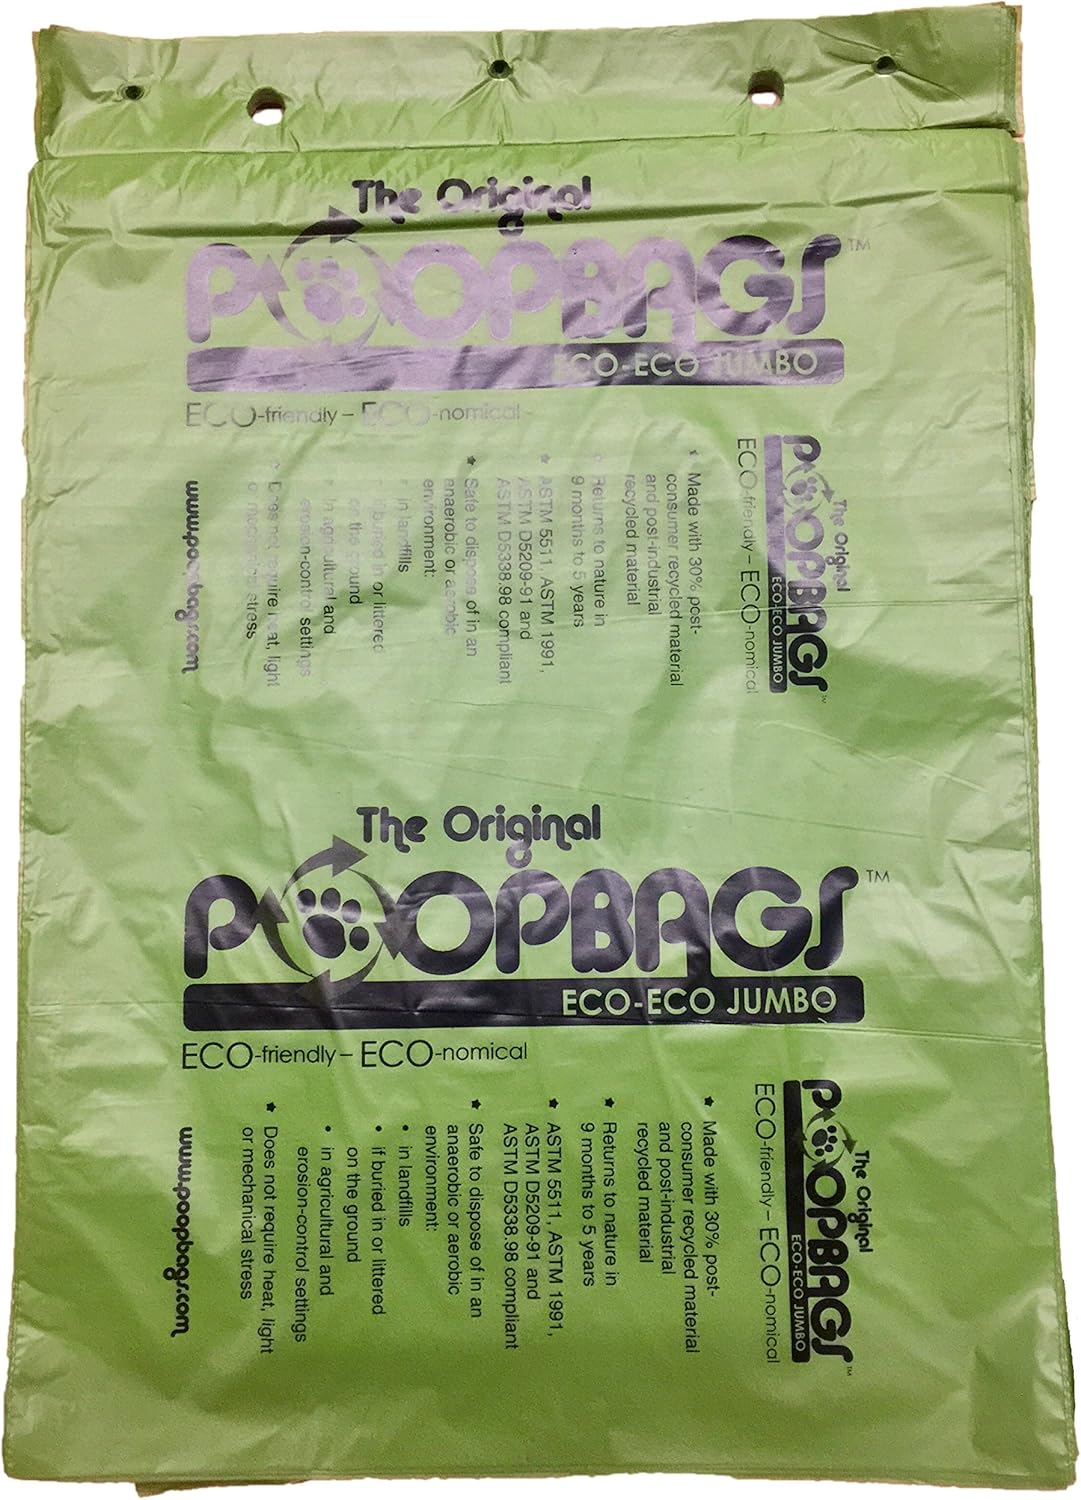 The Original
POOPBAGS™
ECO-ECO JUMBO
ECO-friendly – ECO-nomical
The Original
POOPBAGS™
ECO-ECO JUMBO
ECO-friendly – ECO-nomical
★ Made with 30% post-
consumer recycled material
and post-industrial
recycled material
★ Returns to nature in
9 months to 5 years
★ ASTM 5511, ASTM 1991,
ASTM D5209-91 and
ASTM D5338.98 compliant
★ Safe to dispose of in an
anaerobic or aerobic
environment:
• in landfills
• if buried in or littered
on the ground
• in agricultural and
erosion-control settings
★ Does not require heat, light
or mechanical stress
www.poopbags.com
The Original
POOPBAGS™
ECO-ECO JUMBO
ECO-friendly – ECO-nomical
The Original
POOPBAGS™
ECO-ECO JUMBO
ECO-friendly – ECO-nomical
★ Made with 30% post-
consumer recycled material
and post-industrial
recycled material
★ Returns to nature in
9 months to 5 years
★ ASTM 5511, ASTM 1991,
ASTM D5209-91 and
ASTM D5338.98 compliant
★ Safe to dispose of in an
anaerobic or aerobic
environment:
• in landfills
• if buried in or littered
on the ground
• in agricultural and
erosion-control settings
★ Does not require heat, light
or mechanical stress
www.poopbags.com